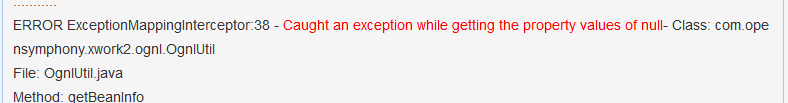 ...........
ERROR ExceptionMappingInterceptor:38 - Caught an exception while getting the property values of null- Class: com.ope
nsymphony.xwork2.ognl.OgnlUtil
File: OgnlUtil.java
Method: getBeanInfo